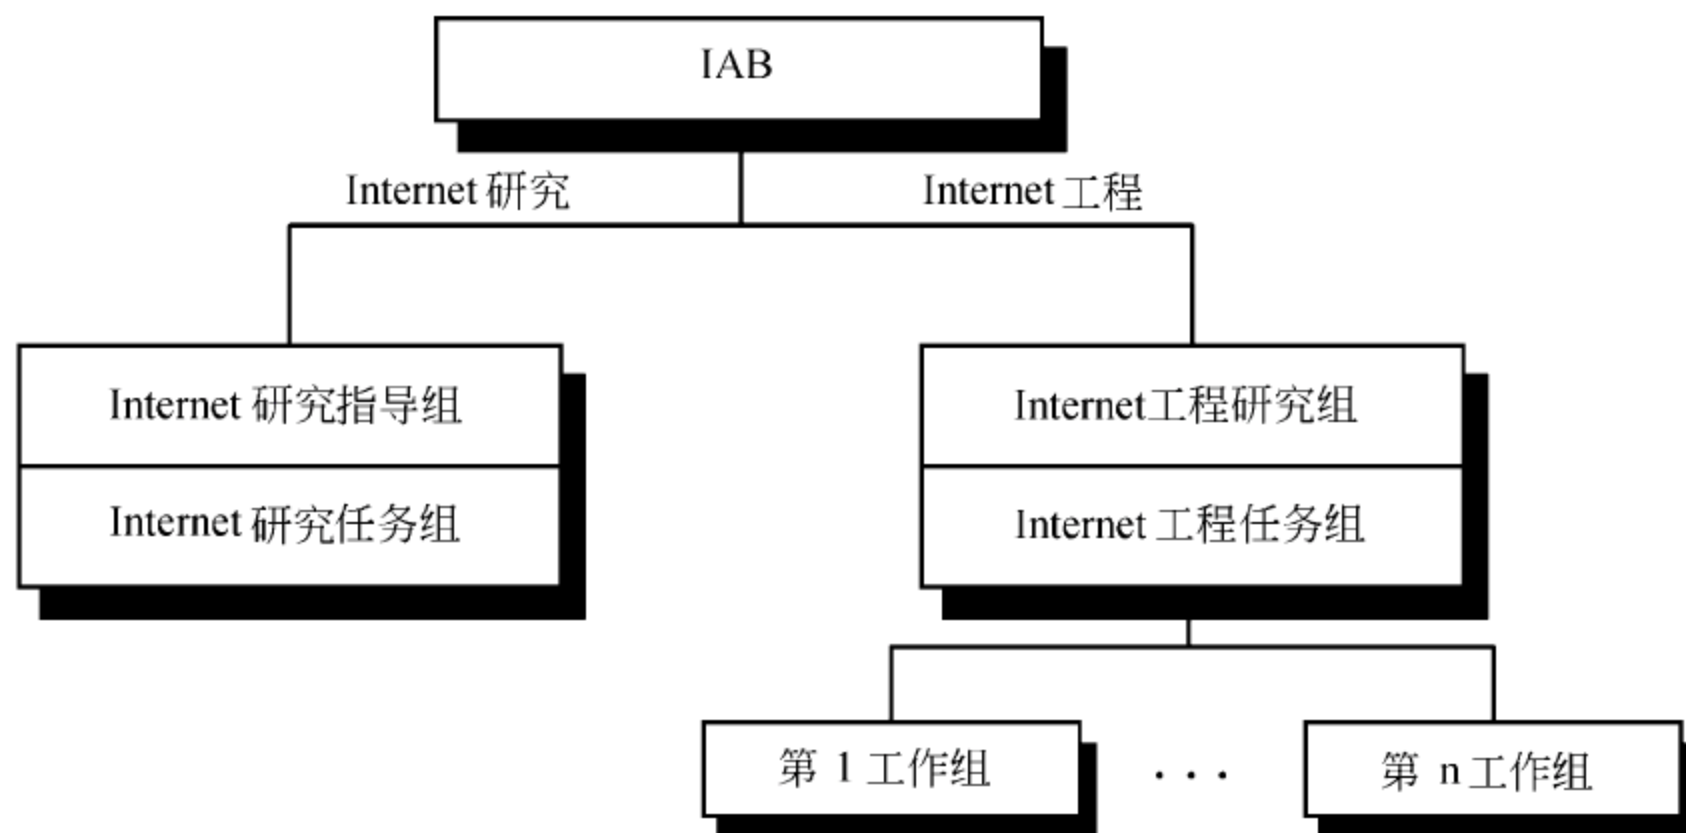 IAB
Internet 研究
Internet 工程
Internet 研究指导组
Internet工程研究组
Internet 研究任务组
Internet 工程任务组
第 1 工作组
...
第 n 工作组